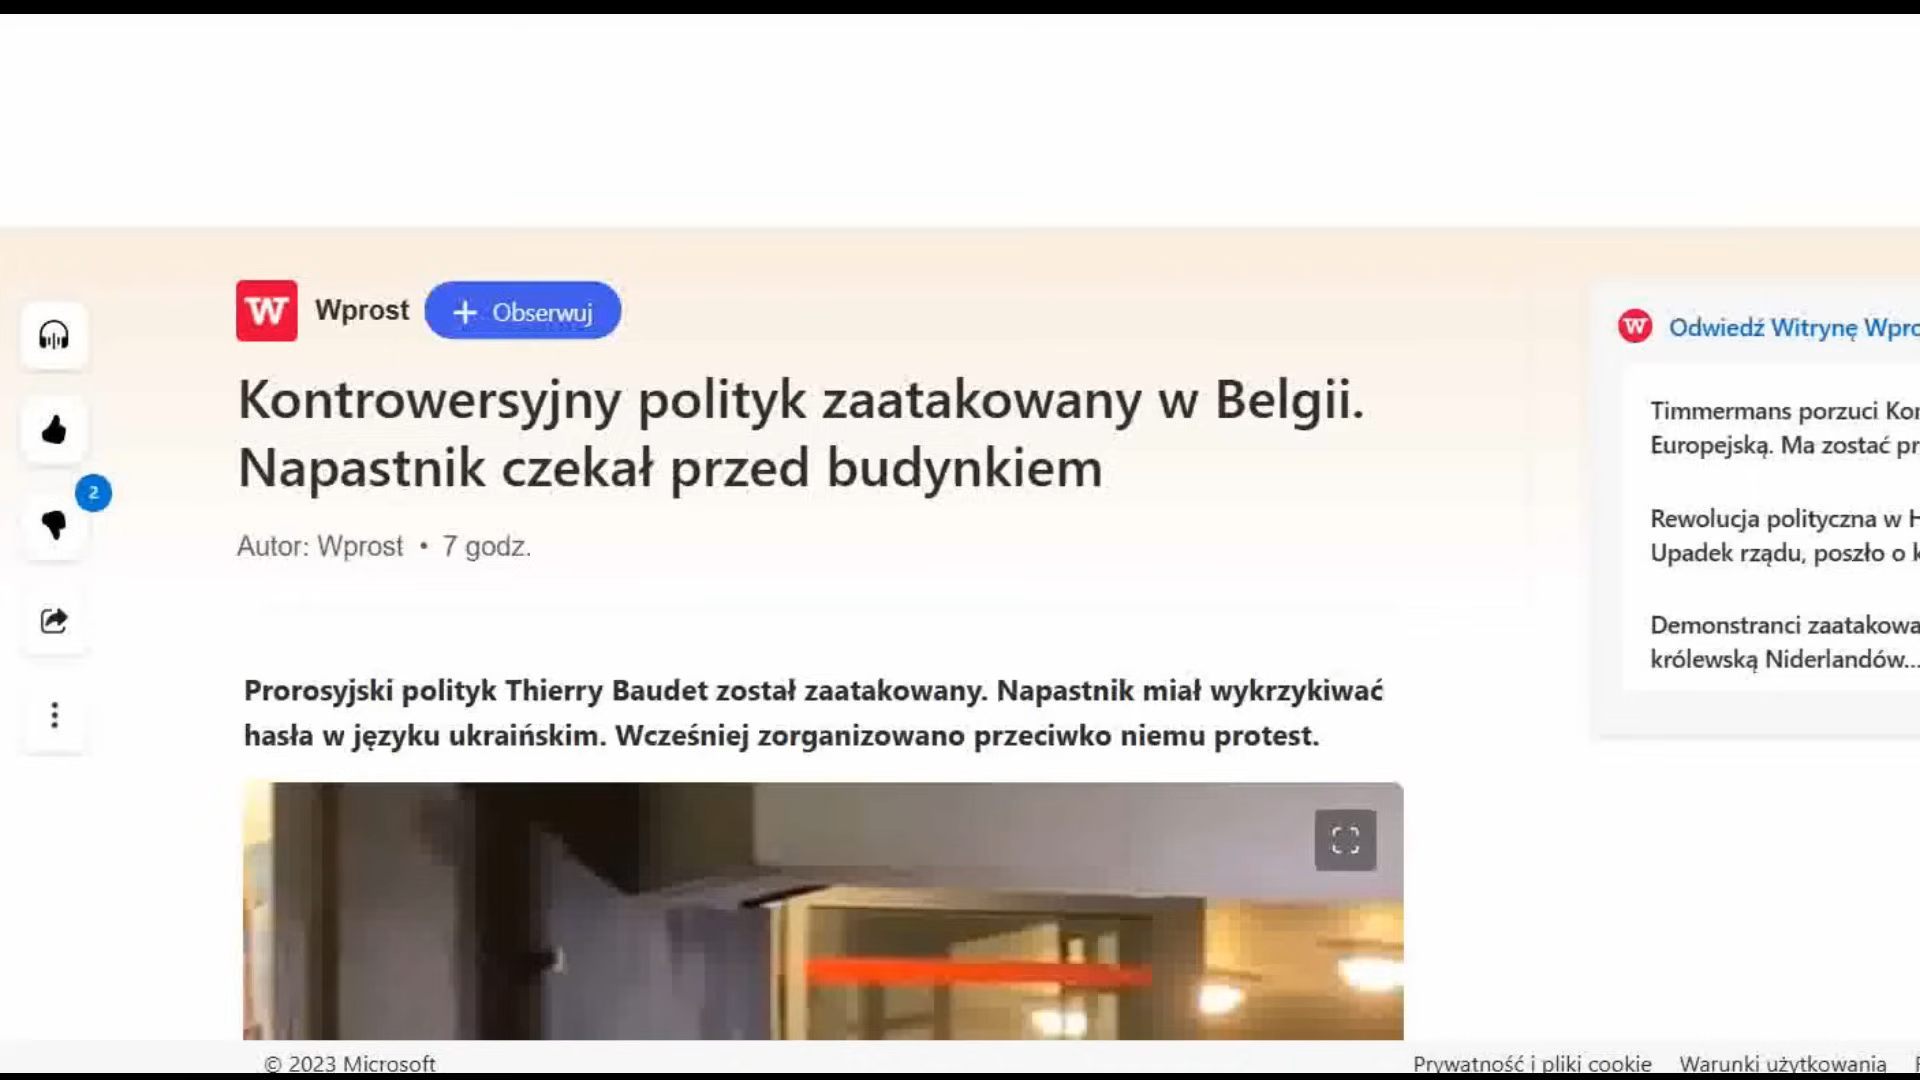 W Wprost + Obserwuj
Kontrowersyjny polityk zaatakowany w Belgii.
Napastnik czekał przed budynkiem
Autor: Wprost • 7 godz.
2
Prorosyjski polityk Thierry Baudet został zaatakowany. Napastnik miał wykrzykiwać
hasła w języku ukraińskim. Wcześniej zorganizowano przeciwko niemu protest.
W Odwiedź Witrynę
Timmermans porzuci
Europejską. Ma zostać
Rewolucja polityczna w
Upadek rządu, poszło o
Demonstranci
królewską Niderlandów...
© 2023 Microsoft
Prywatność i pliki cookie Warunki użytkowania